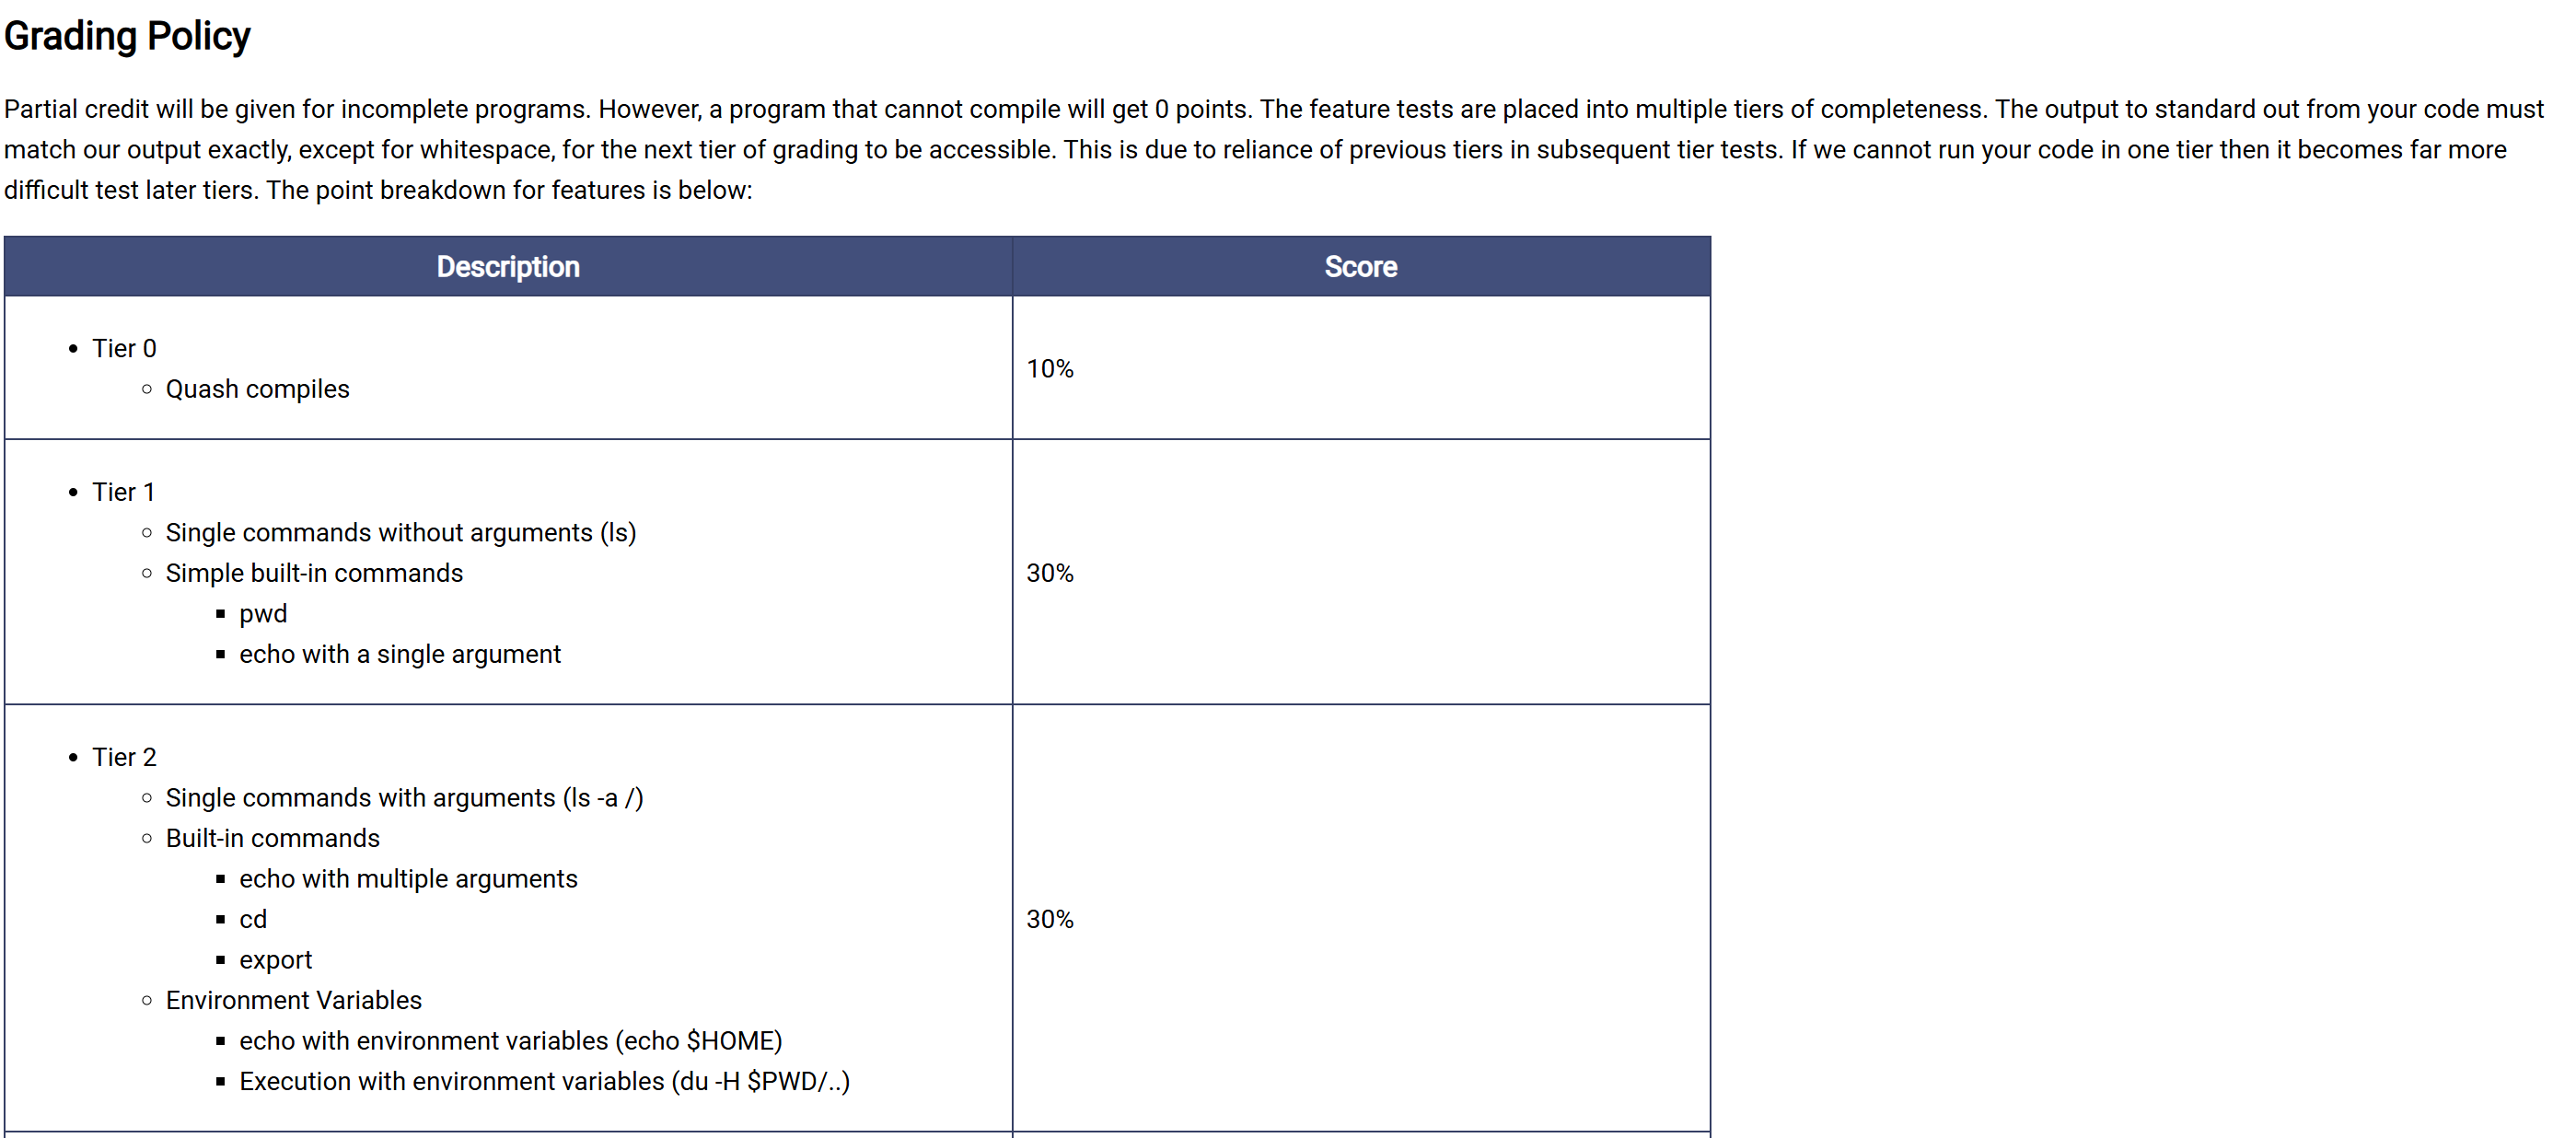 Grading Policy
Partial credit will be given for incomplete programs. However, a program that cannot compile will get 0 points. The feature tests are placed into multiple tiers of completeness. The output to standard out from your code must
match our output exactly, except for whitespace, for the next tier of grading to be accessible. This is due to reliance of previous tiers in subsequent tier tests. If we cannot run your code in one tier then it becomes far more
difficult test later tiers. The point breakdown for features is below:
Description Score
Tier 0
Quash compiles
10%
Tier 1
Single commands without arguments (ls)
Simple built-in commands
pwd
echo with a single argument
30%
Tier 2
Single commands with arguments (ls -a /)
Built-in commands
echo with multiple arguments
cd
export
Environment Variables
echo with environment variables (echo $HOME)
Execution with environment variables (du -H $PWD/..)
30%